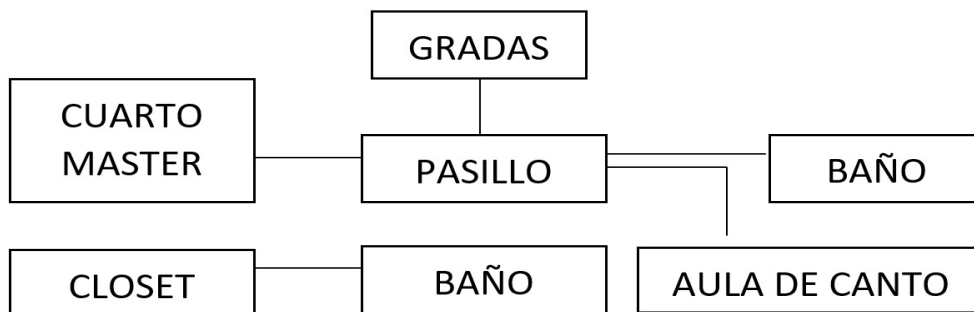 GRADAS
CUARTO
MASTER
PASILLO
BAÑO
CLOSET
BAÑO
AULA DE CANTO